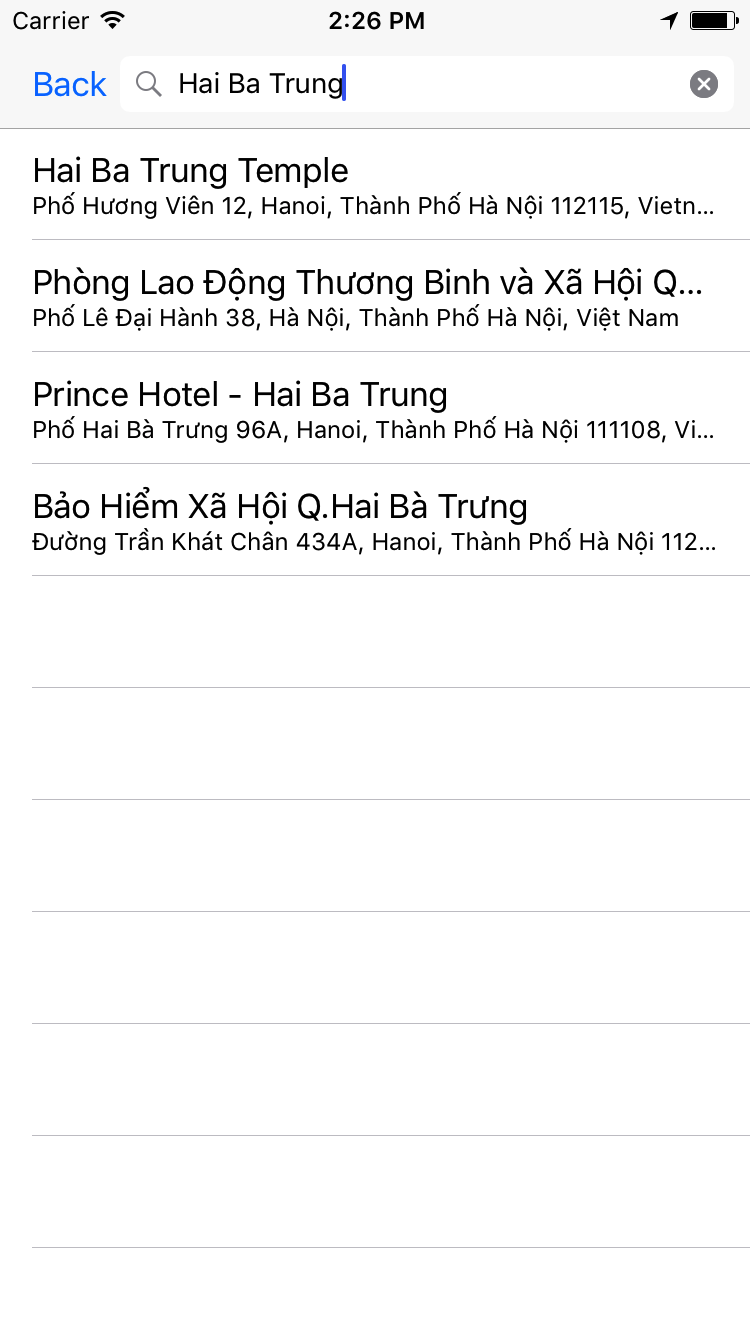 Carrier 2:26 PM
Back Hai Ba Trung
Hai Ba Trung Temple
Phố Hương Viên 12, Hanoi, Thành Phố Hà Nội 112115, Vietn...
Phòng Lao Động Thương Binh và Xã Hội Q...
Phố Lê Đại Hành 38, Hà Nội, Thành Phố Hà Nội, Việt Nam
Prince Hotel - Hai Ba Trung
Phố Hai Bà Trưng 96A, Hanoi, Thành Phố Hà Nội 111108, Vi...
Bảo Hiểm Xã Hội Q.Hai Bà Trưng
Đường Trần Khát Chân 434A, Hanoi, Thành Phố Hà Nội 112...